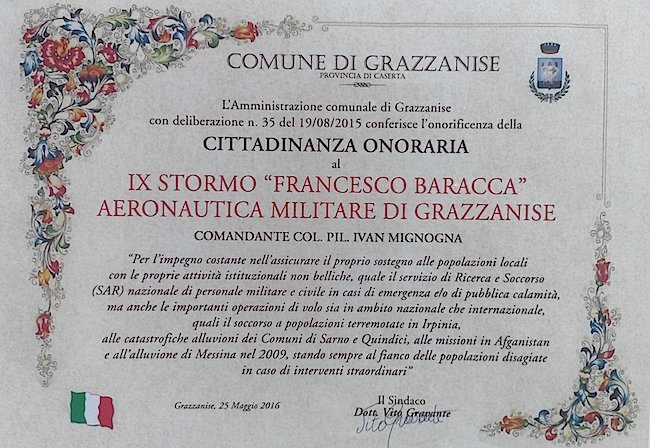 COMUNE DI GRAZZANISE
PROVINCIA DI CASERTA
L'Amministrazione comunale di Grazzanise
con deliberazione n. 35 del 19/08/2015 conferisce l'onorificenza della
CITTADINANZA ONORARIA
al
IX STORMO "FRANCESCO BARACCA"
AERONAUTICA MILITARE DI GRAZZANISE
COMANDANTE COL. PIL. IVAN MIGNOGNA
"Per l'impegno costante nell'assicurare il proprio sostegno alle popolazioni locali
con le proprie attività istituzionali non belliche, quale il servizio di Ricerca e Soccorso
(SAR) nazionale di personale militare e civile in casi di emergenza e/o di pubblica calamità,
ma anche le importanti operazioni di volo sia in ambito nazionale che internazionale,
quali il soccorso a popolazioni terremotate in Irpinia,
alle catastrofiche alluvioni dei Comuni di Sarno e Quindici, alle missioni in Afganistan
e all'alluvione di Messina nel 2009, stando sempre al fianco delle popolazioni disagiate
in caso di interventi straordinari"
Grazzanise, 25 Maggio 2016
Il Sindaco
Dott. Vito Gravante